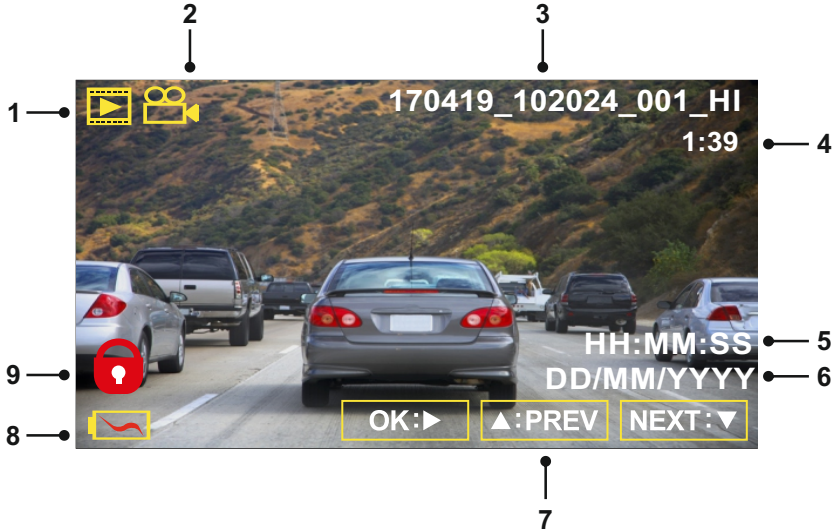 2
3
1
170419_102024_001_HI
1:39
4
HH:MM:SS
5
9
DD/MM/YYYY
6
8
OK:▶
▲:PREV
NEXT:▼
7